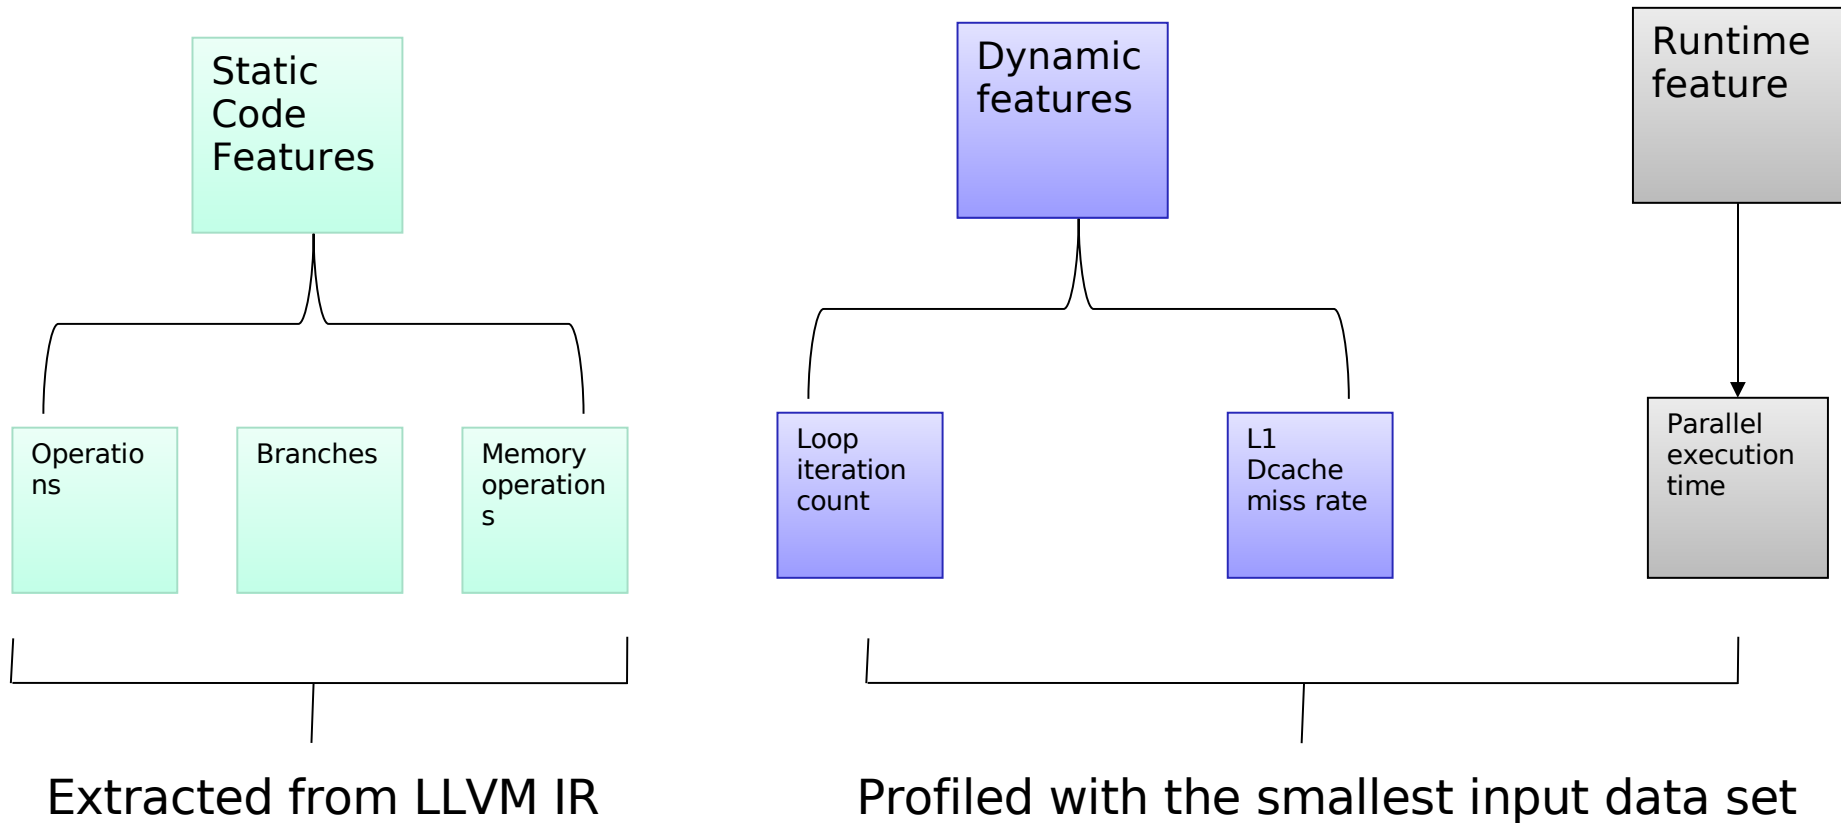 Static
Code
Features
Dynamic
features
Runtime
feature
Operatio
ns
Branches
Memory
operation
s
Loop
iteration
count
L1
Dcache
miss rate
Parallel
execution
time
Extracted from LLVM IR
Profiled with the smallest input data set